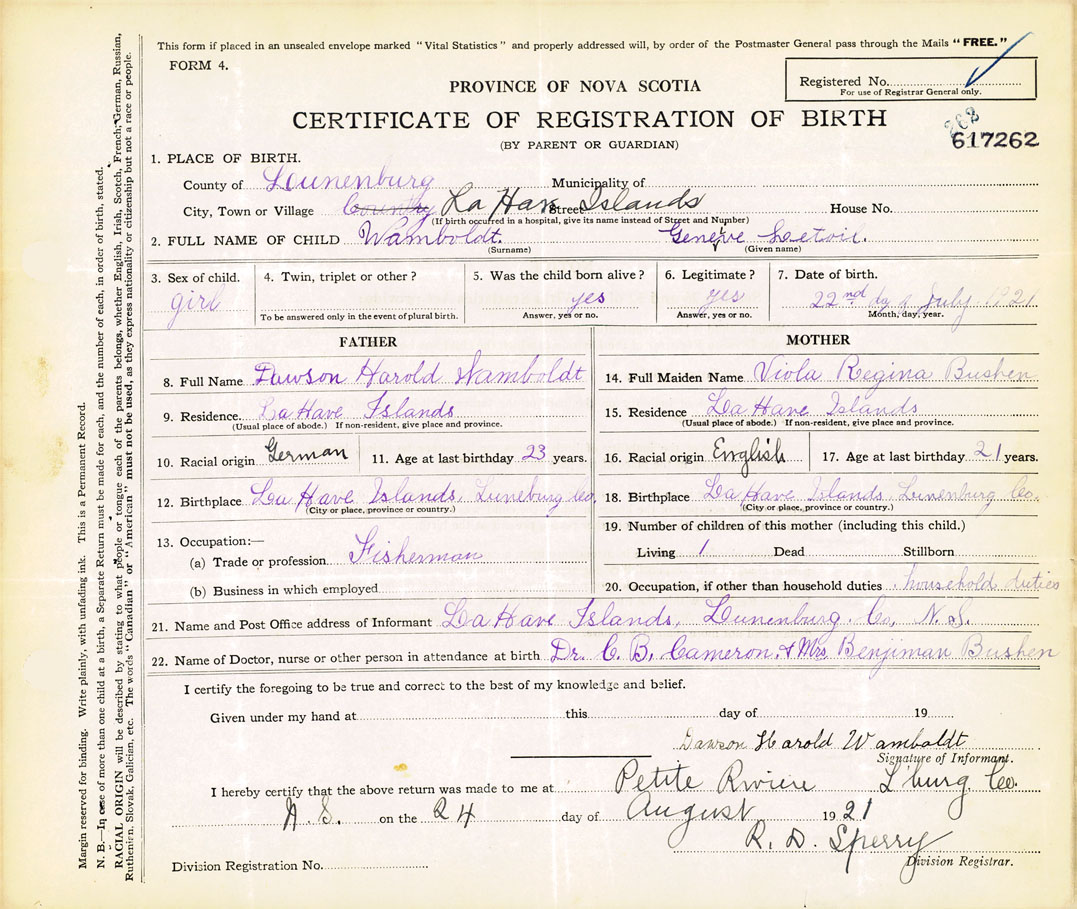 This form if placed in an unsealed envelope marked "Vital Statistics" and properly addressed will, by order of the Postmaster General pass through the Mails "FREE."
FORM 4.
Registered No.
For use of Registrar General only.
PROVINCE OF NOVA SCOTIA
CERTIFICATE OF REGISTRATION OF BIRTH
(BY PARENT OR GUARDIAN)
262
617262
1. PLACE OF BIRTH.
County of Lounenburg Municipality of
City, Town or Village County La Have Street Islands House No.
(If birth occurred in a hospital, give its name instead of Street and Number)
2. FULL NAME OF CHILD Wamboldt. Genevive Letoil.
(Surname) (Given name)
3. Sex of child. 4. Twin, triplet or other? 5. Was the child born alive? 6. Legitimate? 7. Date of birth.
girl yes yes 22nd day of July 1921
To be answered only in the event of plural birth. Answer, yes or no. Answer, yes or no. Month, day, year.
FATHER MOTHER
8. Full Name Dawson Harold Wamboldt 14. Full Maiden Name Viola Regina Bushen
9. Residence. La Have Islands 15. Residence La Have Islands
(Usual place of abode.) If non-resident, give place and province. (Usual place of abode.) If non-resident, give place and province.
10. Racial origin German 11. Age at last birthday 23 years. 16. Racial origin English 17. Age at last birthday 21 years.
12. Birthplace La Have Islands, Luneburg Co, 18. Birthplace La Have Islands Lunenburg Co.
(City or place, province or country.) (City or place, province or country.)
13. Occupation:— 19. Number of children of this mother (including this child.)
(a) Trade or profession Fisherman Living 1 Dead Stillborn
(b) Business in which employed 20. Occupation, if other than household duties household duties
21. Name and Post Office address of Informant La Have Islands, Lunenburg. Co, N. S.
22. Name of Doctor, nurse or other person in attendance at birth Dr. C. B. Cameron, & Mrs Benjiman Bushen
I certify the foregoing to be true and correct to the best of my knowledge and belief.
Given under my hand at this day of 19
Dawson Harold Wamboldt
Signature of Informant.
I hereby certify that the above return was made to me at Petite Riviere L'burg. Co.
N. S. on the 24 day of August 1921
R. D. Sperry
Division Registration No. Division Registrar.
Margin reserved for binding. Write plainly, with unfading ink. This is a Permanent Record.
N. B.—In case of more than one child at a birth, a Separate Return must be made for each, and the number of each, in order of birth, stated.
RACIAL ORIGIN will be described by stating to what people or tongue each of the parents belongs, whether English, Irish, Scotch, French, German, Russian,
Ruthenian, Slovak, Galician, etc. The words "Canadian" or "American" must not be used, as they express nationality or citizenship but not a race or people.